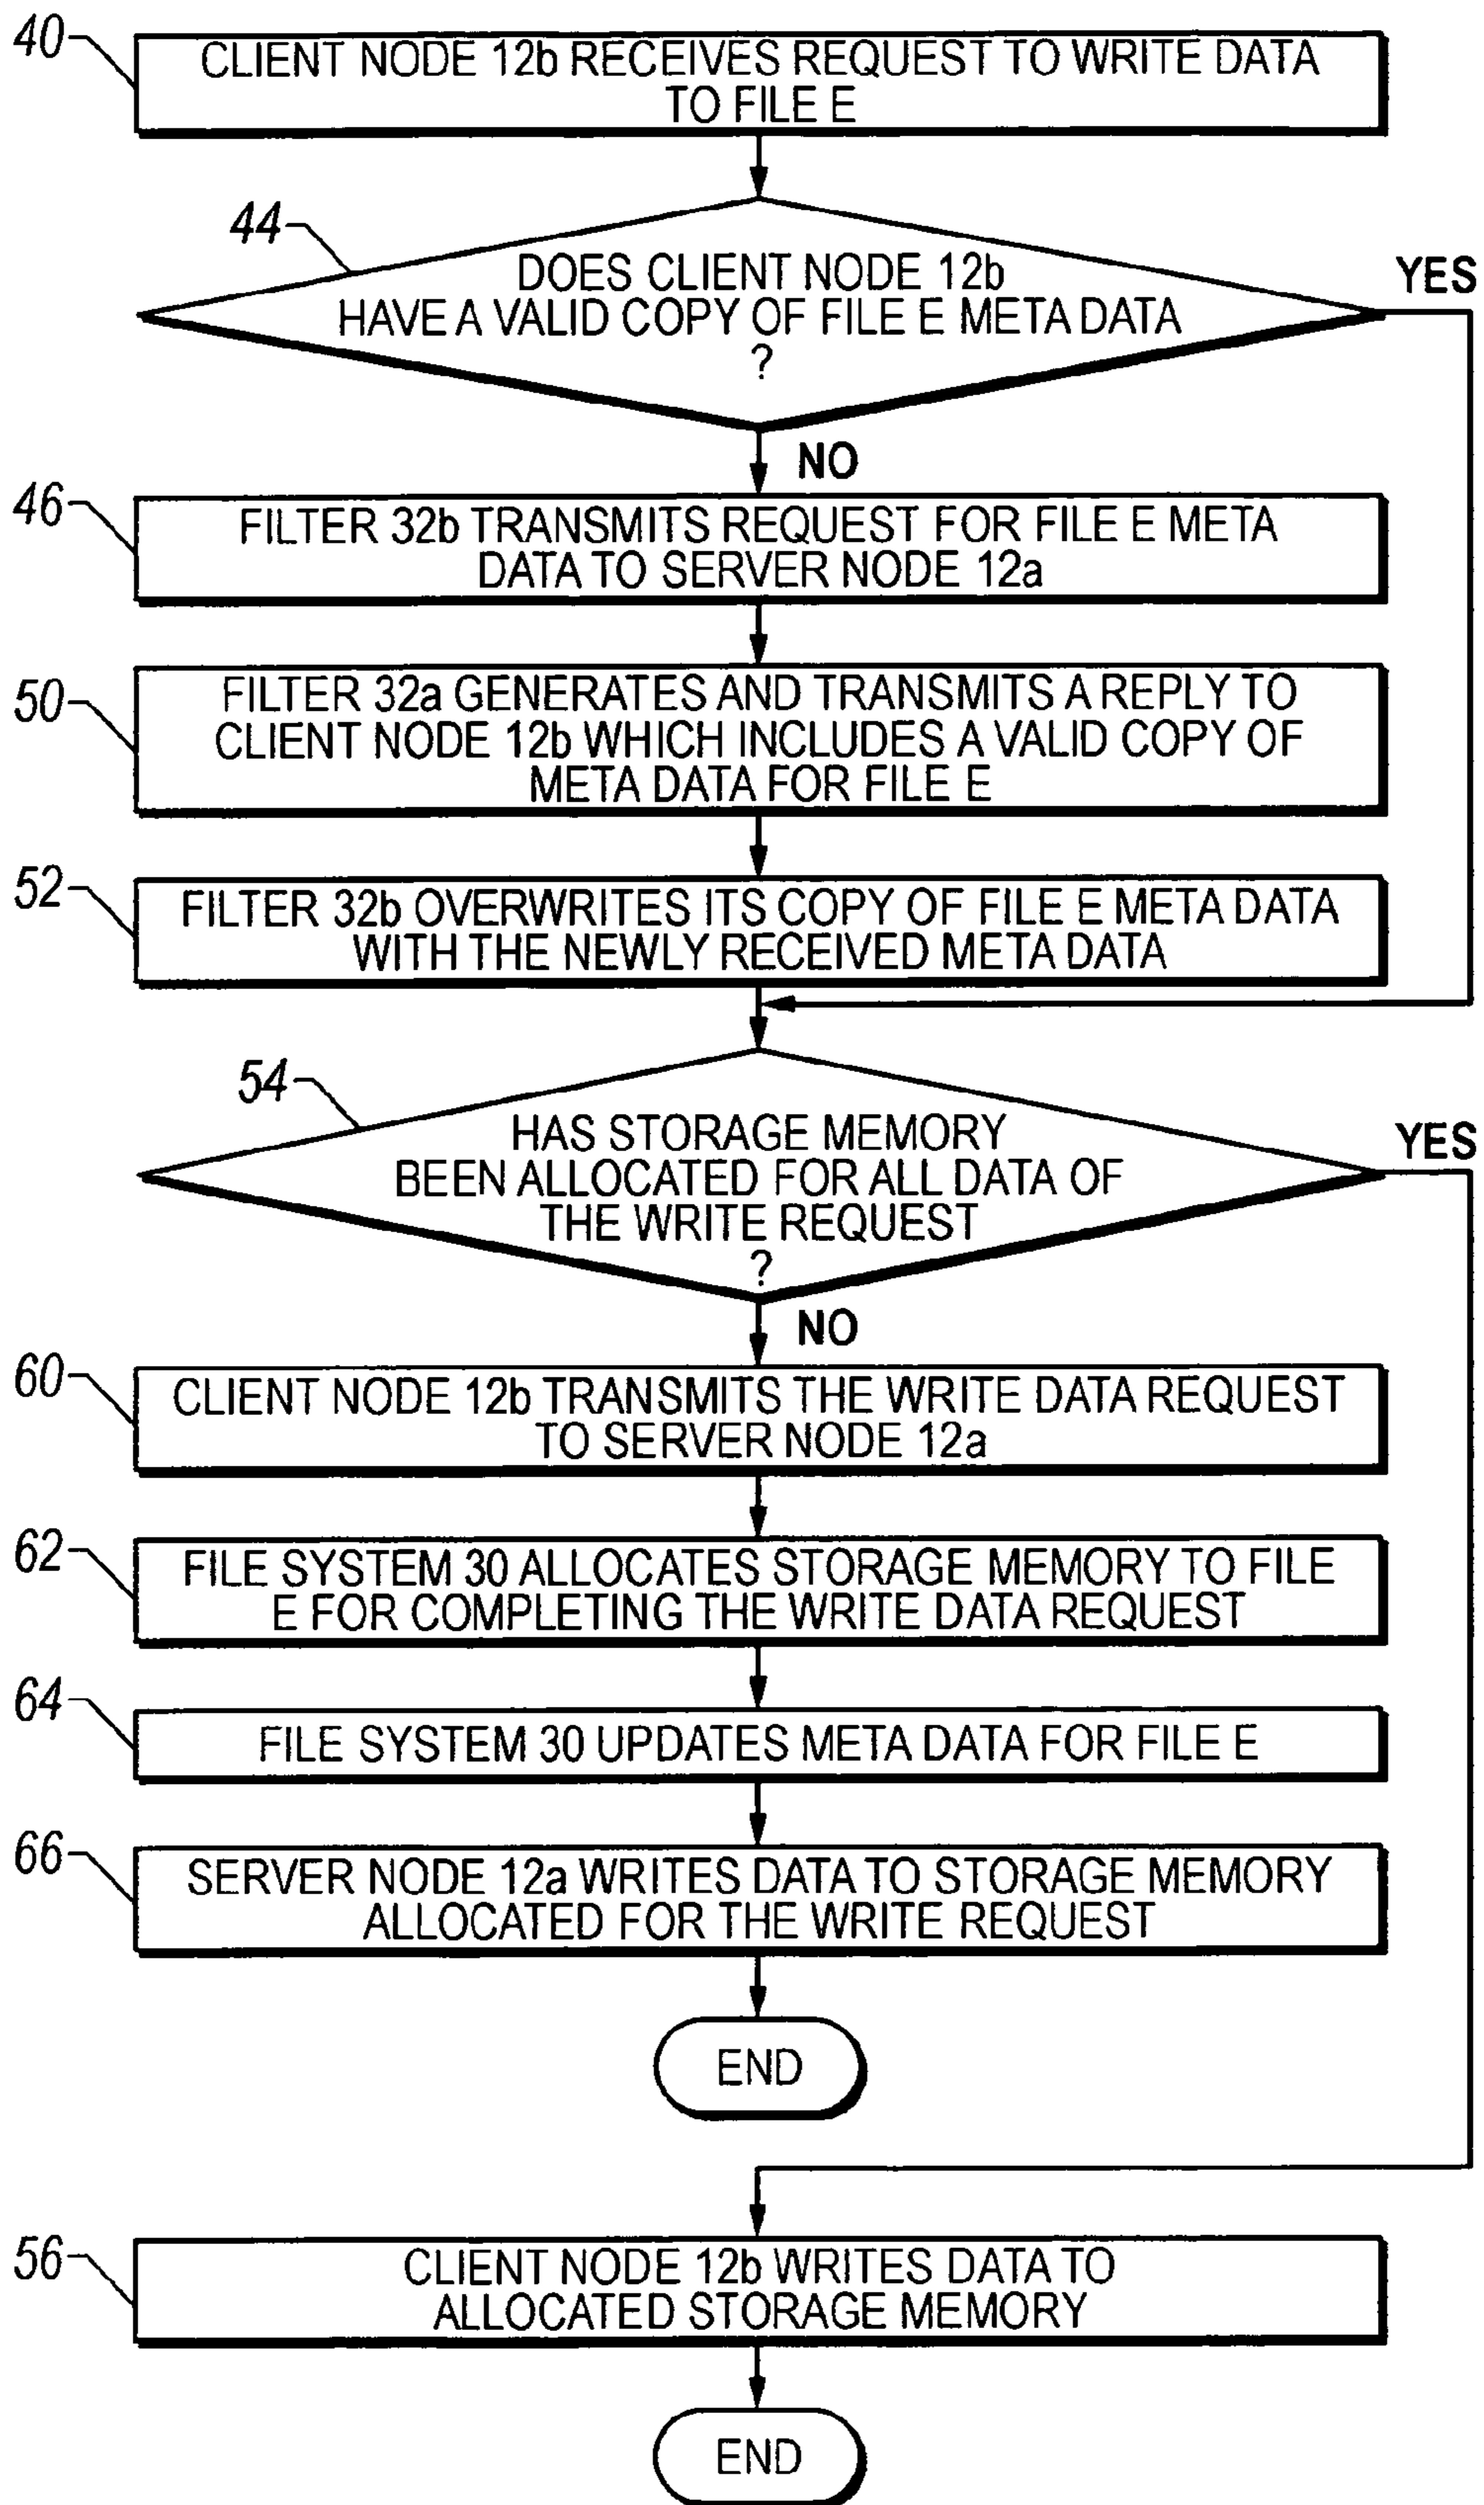 40
CLIENT NODE 12b RECEIVES REQUEST TO WRITE DATA
TO FILE E
44
DOES CLIENT NODE 12b
HAVE A VALID COPY OF FILE E META DATA
?
YES
NO
46
FILTER 32b TRANSMITS REQUEST FOR FILE E META
DATA TO SERVER NODE 12a
50
FILTER 32a GENERATES AND TRANSMITS A REPLY TO
CLIENT NODE 12b WHICH INCLUDES A VALID COPY OF
META DATA FOR FILE E
52
FILTER 32b OVERWRITES ITS COPY OF FILE E META DATA
WITH THE NEWLY RECEIVED META DATA
54
HAS STORAGE MEMORY
BEEN ALLOCATED FOR ALL DATA OF
THE WRITE REQUEST
?
YES
NO
60
CLIENT NODE 12b TRANSMITS THE WRITE DATA REQUEST
TO SERVER NODE 12a
62
FILE SYSTEM 30 ALLOCATES STORAGE MEMORY TO FILE
E FOR COMPLETING THE WRITE DATA REQUEST
64
FILE SYSTEM 30 UPDATES META DATA FOR FILE E
66
SERVER NODE 12a WRITES DATA TO STORAGE MEMORY
ALLOCATED FOR THE WRITE REQUEST
END
56
CLIENT NODE 12b WRITES DATA TO
ALLOCATED STORAGE MEMORY
END